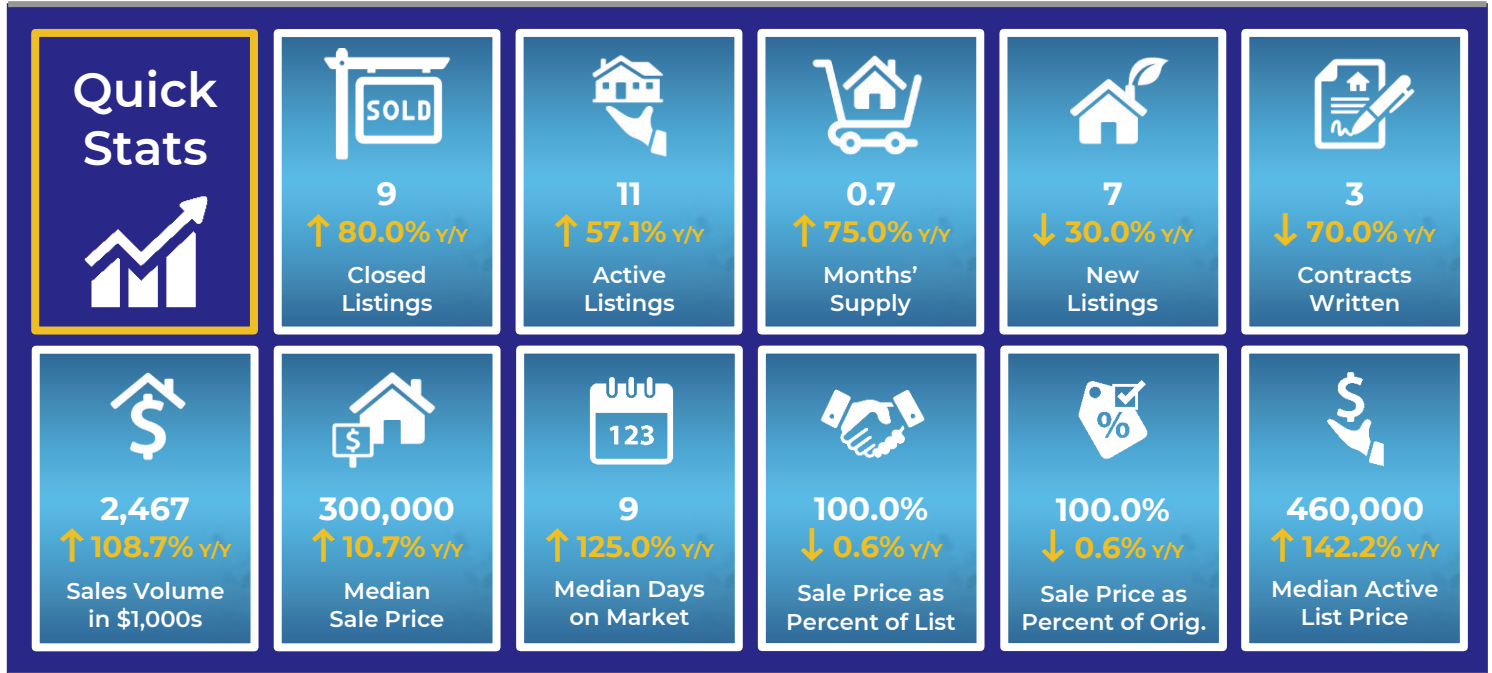 Quick
Stats
SOLD
9
↑ 80.0% Y/Y
Closed
Listings
11
↑ 57.1% Y/Y
Active
Listings
0.7
↑ 75.0% Y/Y
Months’
Supply
7
↓ 30.0% Y/Y
New
Listings
3
↓ 70.0% Y/Y
Contracts
Written
$
2,467
↑ 108.7% Y/Y
Sales Volume
in $1,000s
$
300,000
↑ 10.7% Y/Y
Median
Sale Price
123
9
↑ 125.0% Y/Y
Median Days
on Market
100.0%
↓ 0.6% Y/Y
Sale Price as
Percent of List
%
100.0%
↓ 0.6% Y/Y
Sale Price as
Percent of Orig.
$
460,000
↑ 142.2% Y/Y
Median Active
List Price